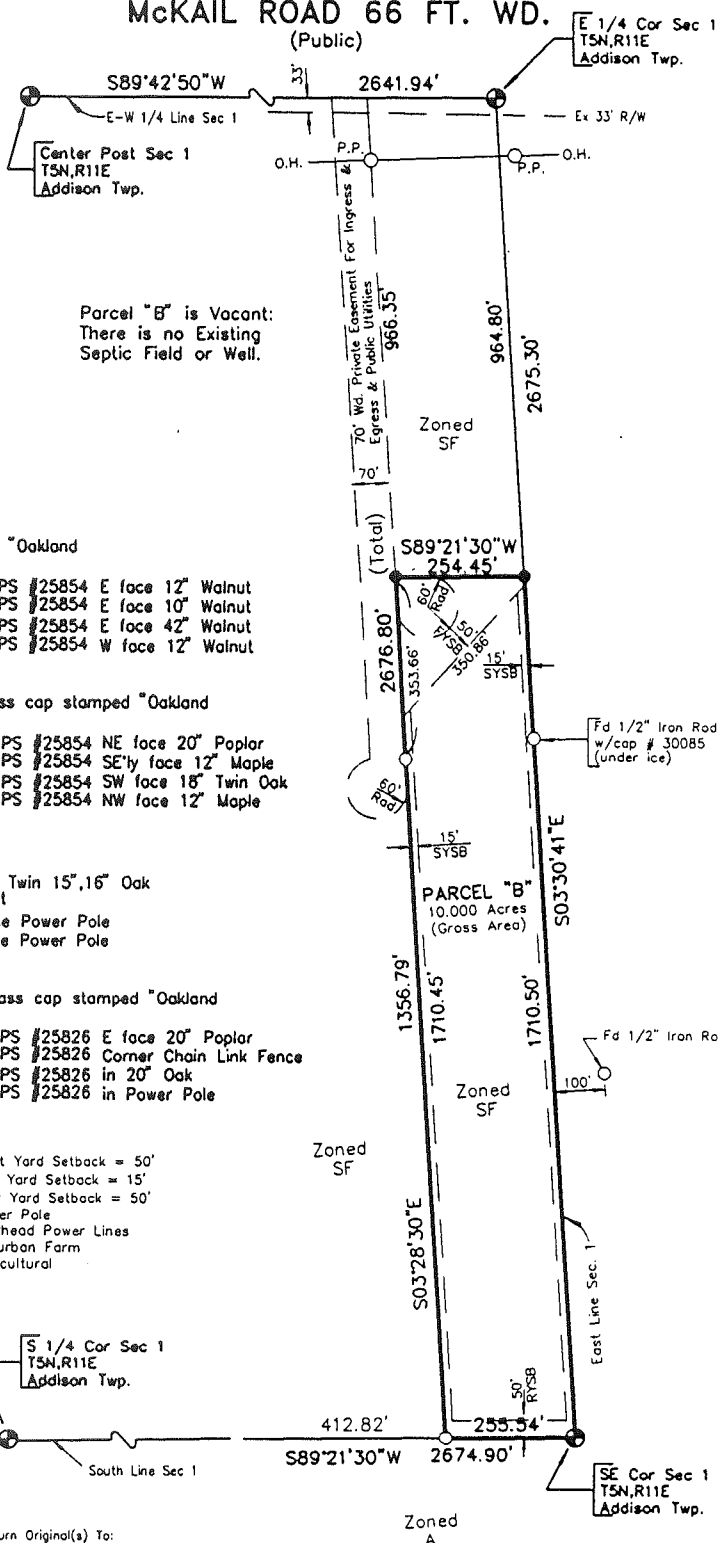 McKAIL ROAD 66 FT. WD.
(Public)
E 1/4 Cor Sec 1
T5N,R11E
Addison Twp.
S89°42'50"W
33'
2641.94'
E-W 1/4 Line Sec 1
Ex 33' R/W
Center Post Sec 1
T5N,R11E
Addison Twp.
O.H.
P.P.
P.P.
O.H.
70' Wd. Private Easement For Ingress &
Egress & Public Utilities
966.35'
964.80'
2675.30'
Parcel "B" is Vacant:
There is no Existing
Septic Field or Well.
Zoned
SF
70'
(Total)
"Oakland
S89°21'30"W
254.45'
PS #25854 E face 12" Walnut
PS #25854 E face 10" Walnut
PS #25854 E face 42" Walnut
PS #25854 W face 12" Walnut
2676.80'
353.66'
60'
Rad
50'
FYSB
350.86'
15'
SYSB
ss cap stamped "Oakland
PS #25854 NE face 20" Poplar
PS #25854 SE'ly face 12" Maple
PS #25854 SW face 18" Twin Oak
PS #25854 NW face 12" Maple
Fd 1/2" Iron Rod
w/cap # 30085
(under ice)
60'
Rad
15'
SYSB
S03°30'41"E
Twin 15",16" Oak
t
e Power Pole
e Power Pole
PARCEL "B"
10.000 Acres
(Gross Area)
1356.79'
1710.45'
1710.50'
ass cap stamped "Oakland
PS #25826 E face 20" Poplar
PS #25826 Corner Chain Link Fence
PS #25826 in 20" Oak
PS #25826 in Power Pole
Fd 1/2" Iron Ro
100'
Zoned
SF
Zoned
SF
t Yard Setback = 50'
Yard Setback = 15'
Yard Setback = 50'
er Pole
head Power Lines
urban Farm
cultural
S03°28'30"E
East Line Sec. 1
S 1/4 Cor Sec 1
T5N,R11E
Addison Twp.
50'
RYSB
412.82'
255.54'
S89°21'30"W 2674.90'
South Line Sec 1
SE Cor Sec 1
T5N,R11E
Addison Twp.
urn Original(s) To:
Zoned
A